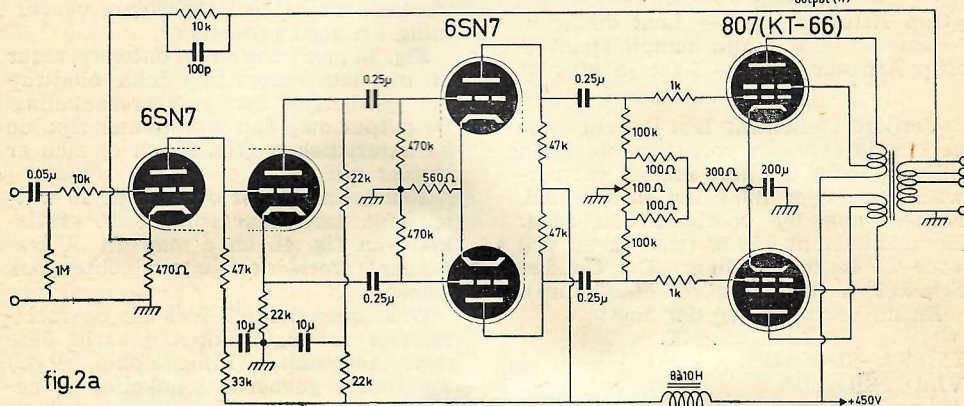 output (tr)
10k
100p
6SN7
807(KT-66)
0.25µ
0.25µ
1k
6SN7
470k
47k
100k
0.05µ
10k
22k
560Ω
100Ω
100Ω
300Ω
200µ
100Ω
470k
1M
470Ω
47k
47k
100k
0.25µ
0.25µ
1k
22k
10µ
10µ
33k
22k
8à10H
+450V
fig.2a